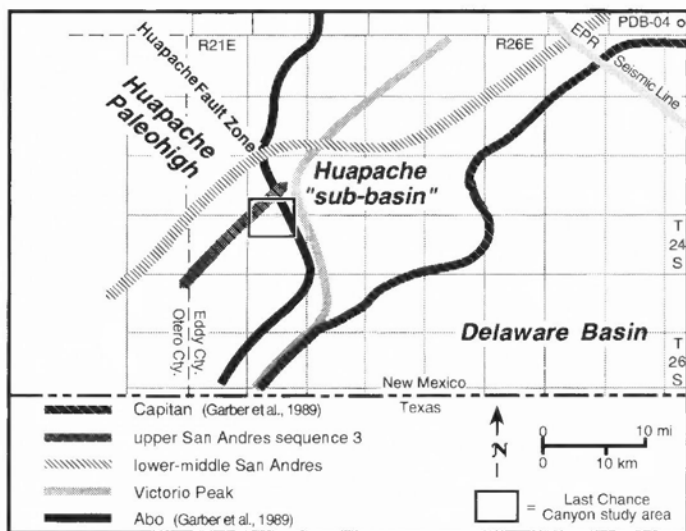 PDB-04
R21E
R26E
EPR
Seismic Line
Huapache Fault Zone
Huapache
Paleohigh
Huapache
"sub-basin"
T
24
S
Eddy Cty.
Otero Cty.
Delaware Basin
T
26
S
New Mexico
Texas
Capitan (Garber et al., 1989)
upper San Andres sequence 3
lower-middle San Andres
Victorio Peak
Abo (Garber et al., 1989)
N
0 10 mi
0 10 km
= Last Chance
Canyon study area